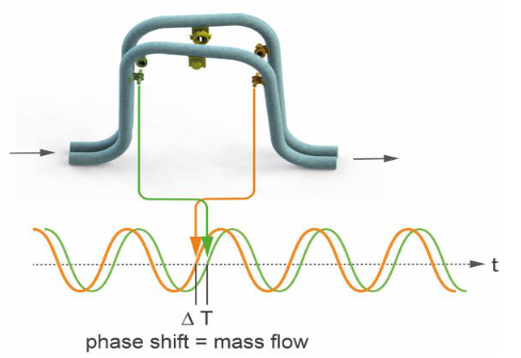 t
Δ T
phase shift = mass flow